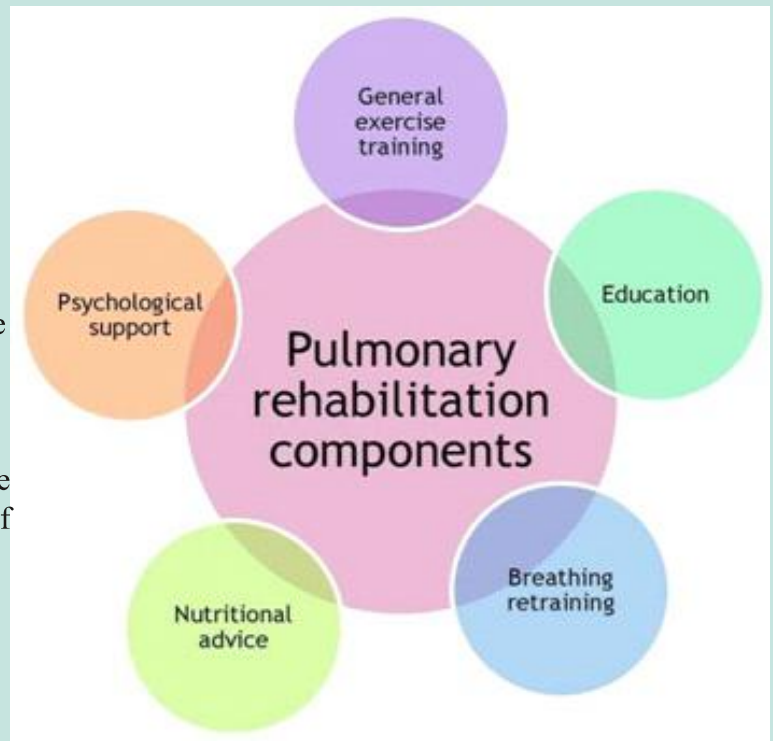 General
exercise
training
Education
Psychological
support
e
Pulmonary
rehabilitation
components
e
f
Breathing
retraining
Nutritional
advice